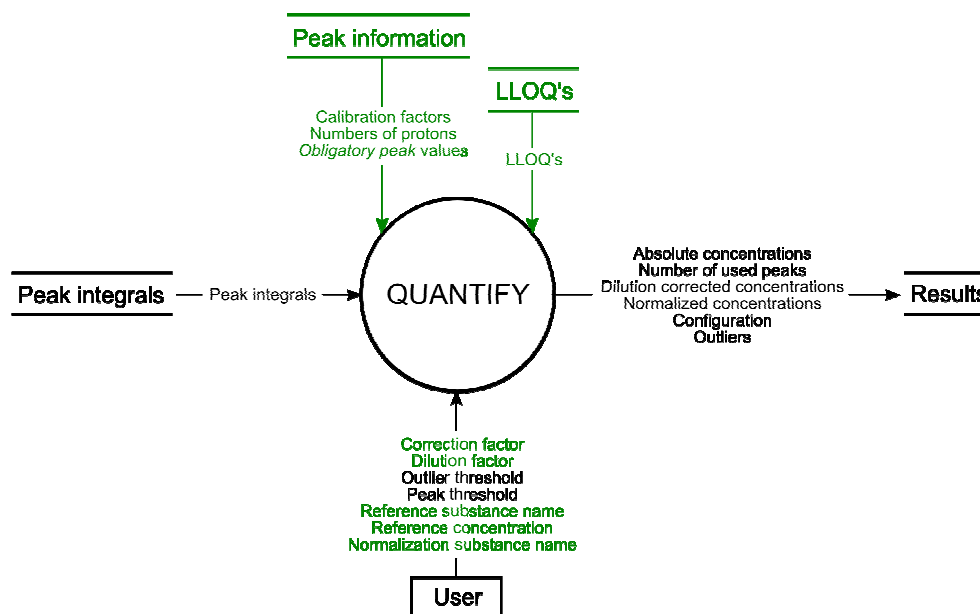 Peak information
LLOQ's
Calibration factors
Numbers of protons
Obligatory peak values
LLOQ's
Peak integrals
Peak integrals
QUANTIFY
Absolute concentrations
Number of used peaks
Dilution corrected concentrations
Normalized concentrations
Configuration
Outliers
Results
Correction factor
Dilution factor
Outlier threshold
Peak threshold
Reference substance name
Reference concentration
Normalization substance name
User